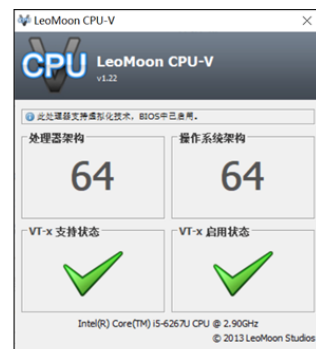 LeoMoon CPU-V
CPU
LeoMoon CPU-V
v1.22
此处理器支持虚拟化技术，BIOS中已启用。
处理器架构
操作系统架构
64
64
VT-x 支持状态
VT-x 启用状态
Intel(R) Core(TM) i5-6267U CPU @ 2.90GHz
© 2013 LeoMoon Studios